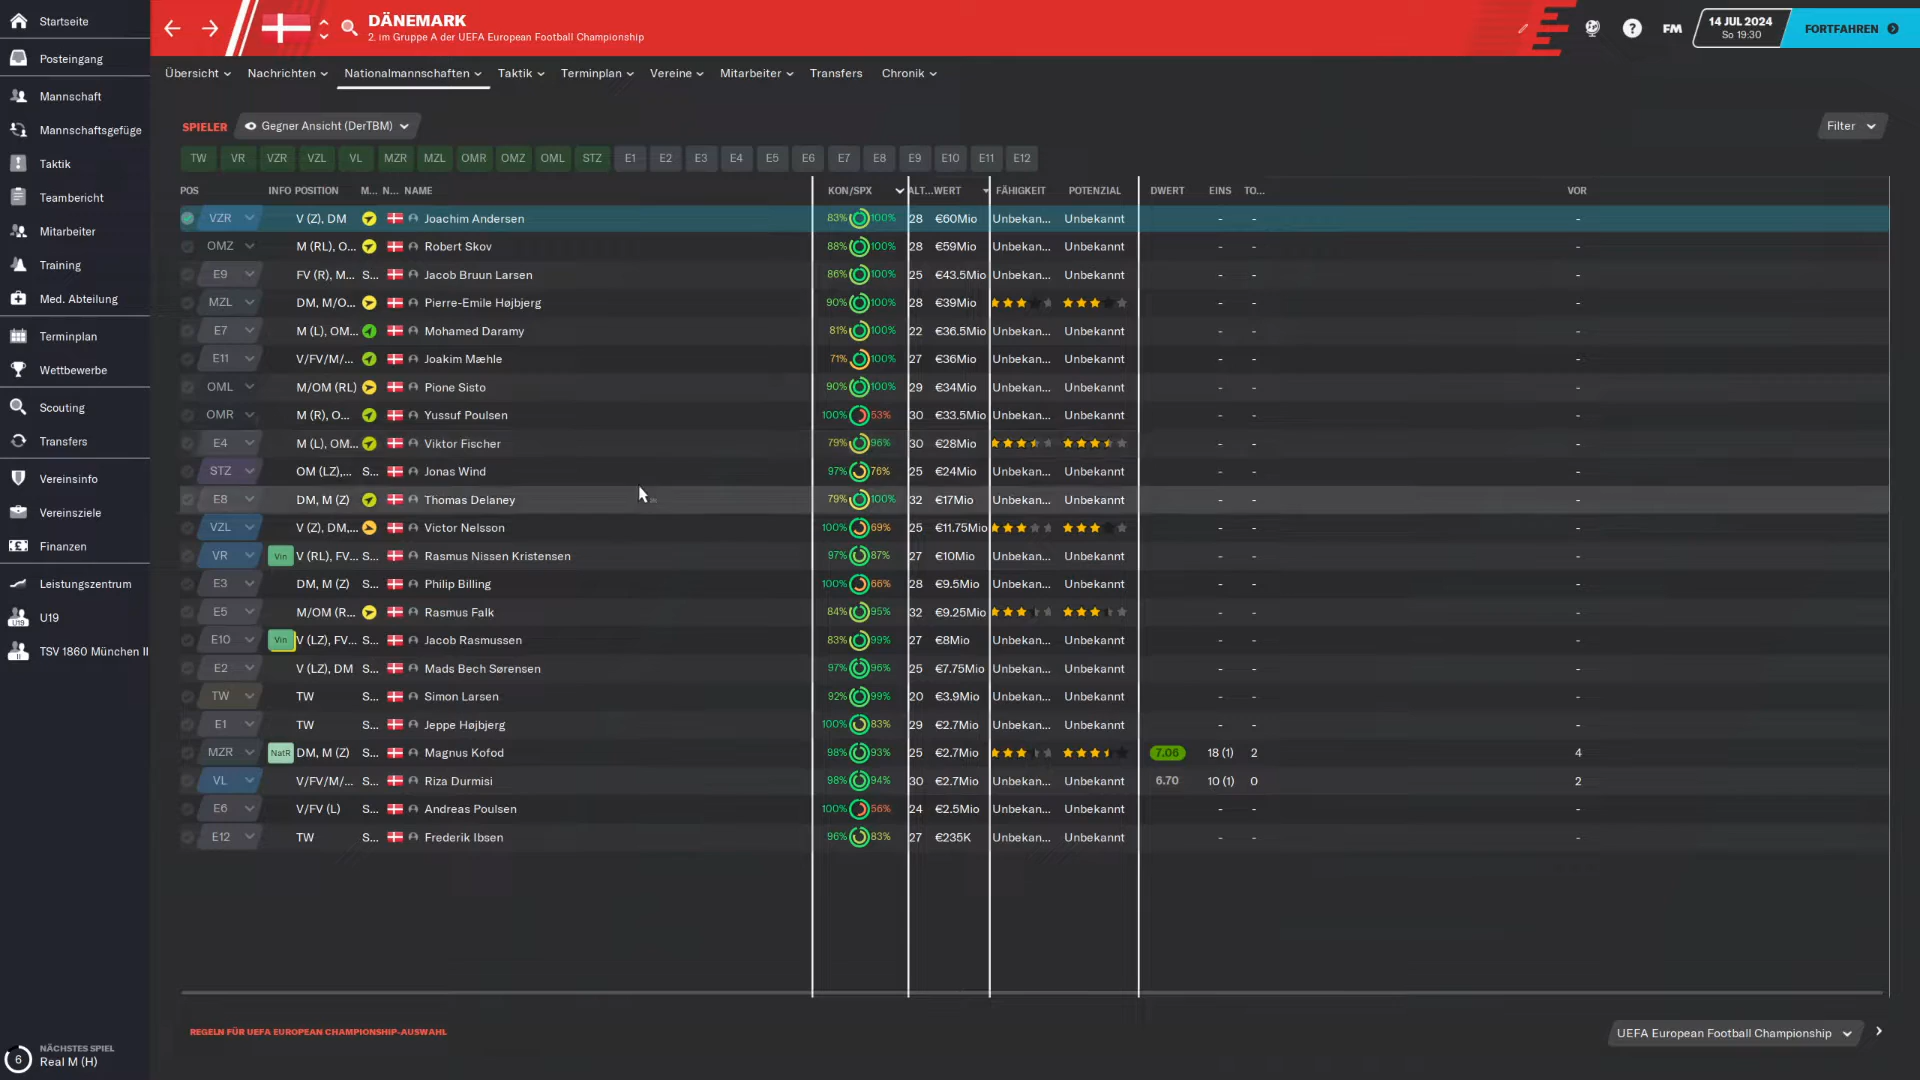 Startseite
Posteingang
Mannschaft
Mannschaftsgefüge
Taktik
Teambericht
Mitarbeiter
Training
Med. Abteilung
Terminplan
Wettbewerbe
Scouting
Transfers
Vereinsinfo
Vereinsziele
Finanzen
Leistungszentrum
U19
TSV 1860 München II
6 NÄCHSTES SPIEL
Real M (H)
DÄNEMARK
2. im Gruppe A der UEFA European Football Championship
FM
14 JUL 2024
So 19:30
FORTFAHREN
Übersicht Nachrichten Nationalmannschaften Taktik Terminplan Vereine Mitarbeiter Transfers Chronik
SPIELER Gegner Ansicht (DerTBM) Filter
TW VR VZR VZL VL MZR MZL OMR OMZ OML STZ E1 E2 E3 E4 E5 E6 E7 E8 E9 E10 E11 E12
POS INFO POSITION M... N... NAME KON/SPX ALT... WERT FÄHIGKEIT POTENZIAL DWERT EINS TO... VOR
VZR V (Z), DM Joachim Andersen 83% 100% 28 €60Mio Unbekan... Unbekannt - - -
OMZ M (RL), O... Robert Skov 88% 100% 28 €59Mio Unbekan... Unbekannt - - -
E9 FV (R), M... S... Jacob Bruun Larsen 86% 100% 25 €43.5Mio Unbekan... Unbekannt - - -
MZL DM, M/O... Pierre-Emile Højbjerg 90% 100% 28 €39Mio - - -
E7 M (L), OM... Mohamed Daramy 81% 100% 22 €36.5Mio Unbekan... Unbekannt - - -
E11 V/FV/M/... Joakim Mæhle 71% 100% 27 €36Mio Unbekan... Unbekannt - - -
OML M/OM (RL) Pione Sisto 90% 100% 29 €34Mio Unbekan... Unbekannt - - -
OMR M (R), O... Yussuf Poulsen 100% 53% 30 €33.5Mio Unbekan... Unbekannt - - -
E4 M (L), OM... Viktor Fischer 79% 96% 30 €28Mio - - -
STZ OM (LZ),... S... Jonas Wind 97% 76% 25 €24Mio Unbekan... Unbekannt - - -
E8 DM, M (Z) Thomas Delaney 79% 100% 32 €17Mio Unbekan... Unbekannt - - -
VZL V (Z), DM,... Victor Nelsson 100% 69% 25 €11.75Mio - - -
VR Vin V (RL), FV... S... Rasmus Nissen Kristensen 97% 87% 27 €10Mio Unbekan... Unbekannt - - -
E3 DM, M (Z) S... Philip Billing 100% 66% 28 €9.5Mio Unbekan... Unbekannt - - -
E5 M/OM (R... Rasmus Falk 84% 95% 32 €9.25Mio - - -
E10 Vin V (LZ), FV... S... Jacob Rasmussen 83% 99% 27 €8Mio Unbekan... Unbekannt - - -
E2 V (LZ), DM S... Mads Bech Sørensen 97% 96% 25 €7.75Mio Unbekan... Unbekannt - - -
TW TW S... Simon Larsen 92% 99% 20 €3.9Mio Unbekan... Unbekannt - - -
E1 TW S... Jeppe Højbjerg 100% 83% 29 €2.7Mio Unbekan... Unbekannt - - -
MZR NatR DM, M (Z) S... Magnus Kofod 98% 93% 25 €2.7Mio 7.06 18 (1) 2 4
VL V/FV/M/... S... Riza Durmisi 98% 94% 30 €2.7Mio Unbekan... Unbekannt 6.70 10 (1) 0 2
E6 V/FV (L) S... Andreas Poulsen 100% 56% 24 €2.5Mio Unbekan... Unbekannt - - -
E12 TW S... Frederik Ibsen 96% 83% 27 €235K Unbekan... Unbekannt - - -
REGELN FÜR UEFA EUROPEAN CHAMPIONSHIP-AUSWAHL
UEFA European Football Championship